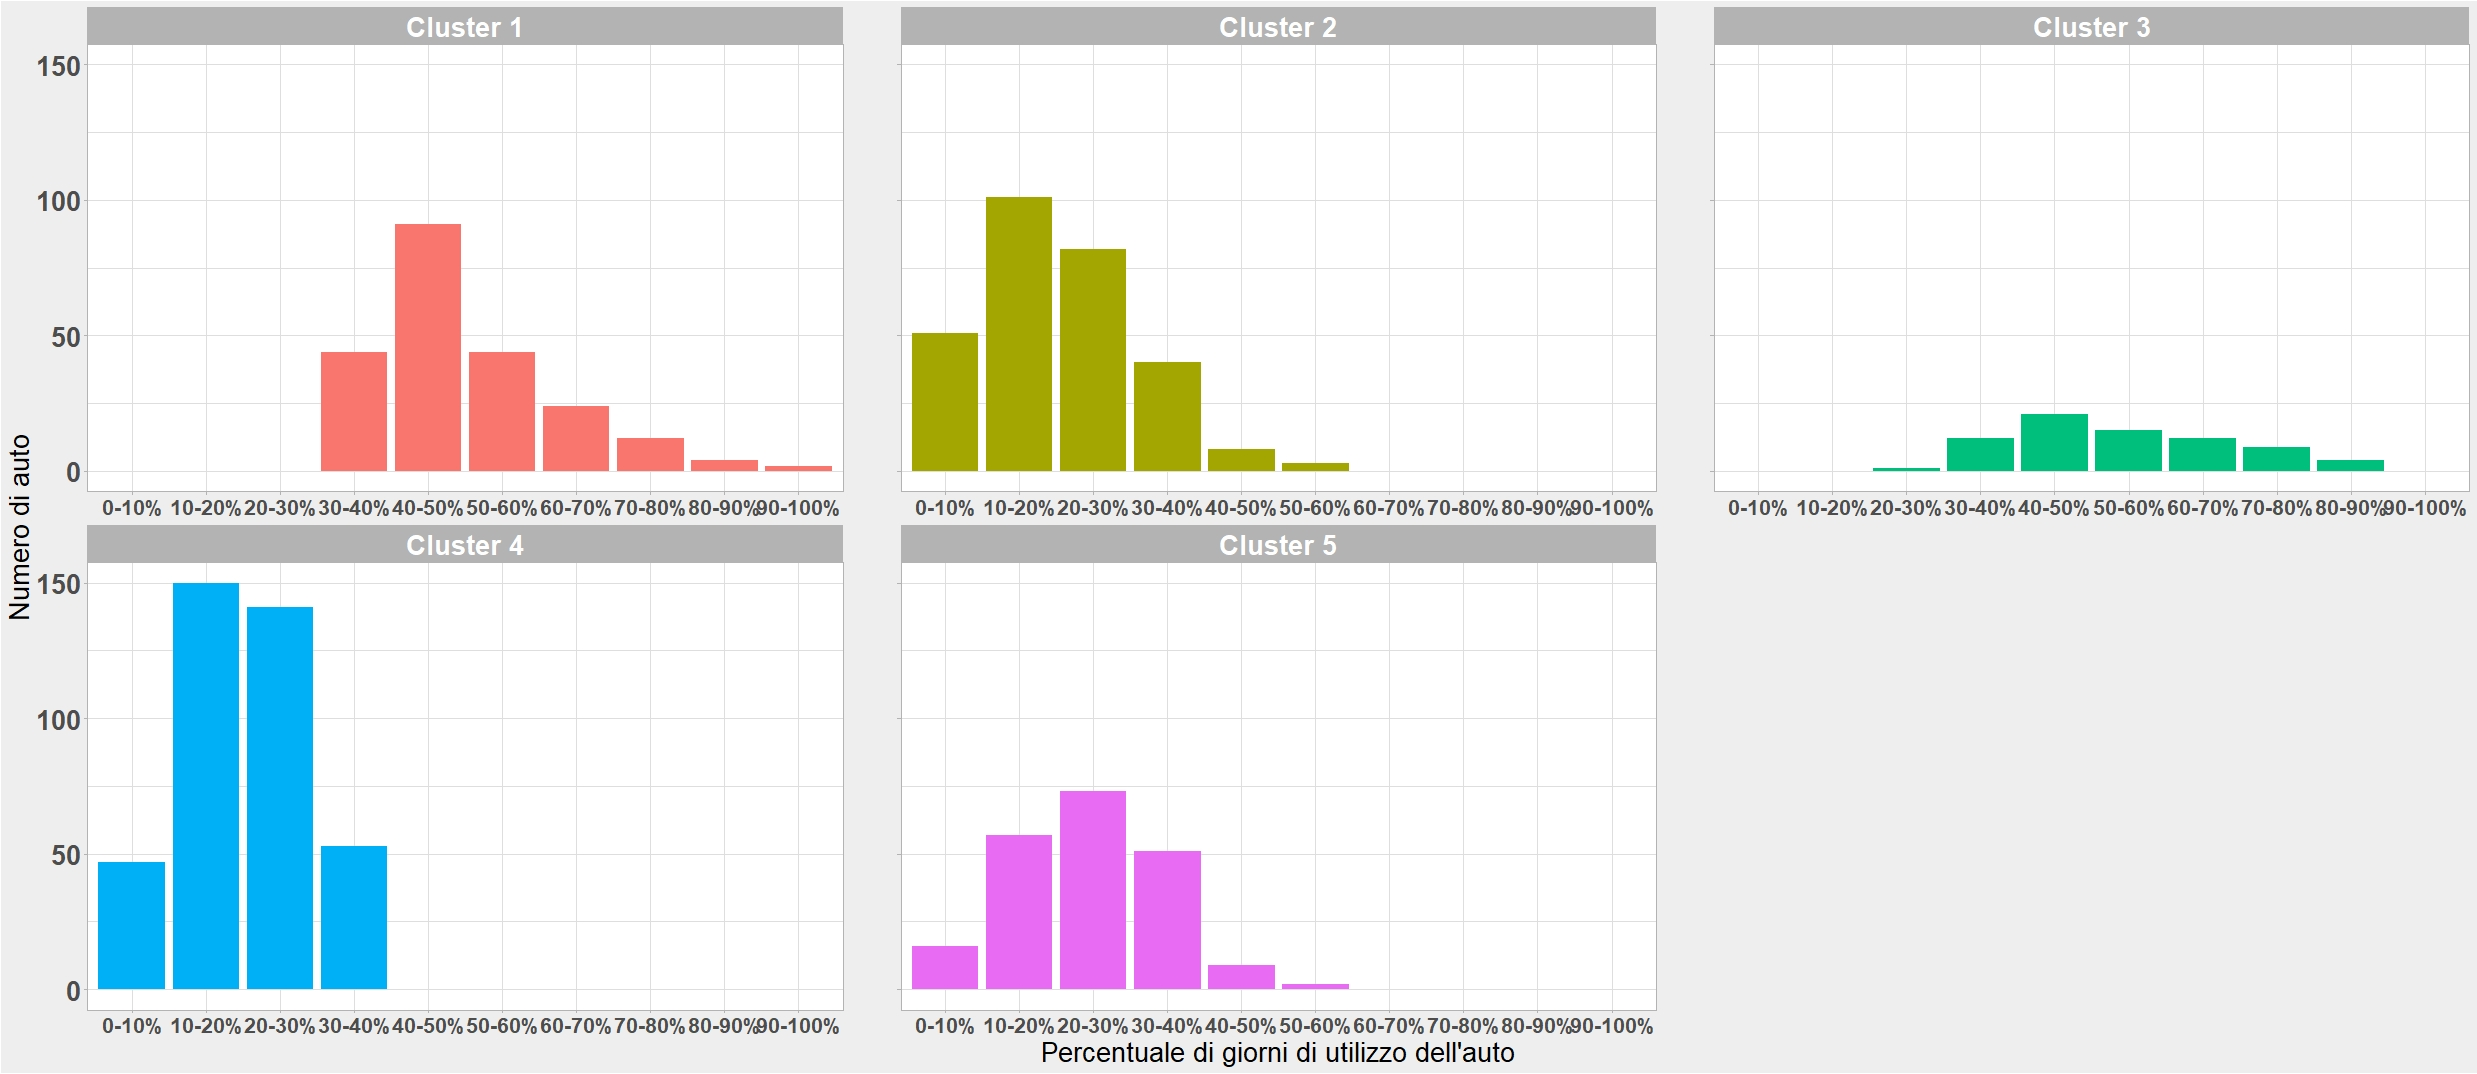 Cluster 1
Cluster 2
Cluster 3
150
100
50
0
0-10% 10-20% 20-30% 30-40% 40-50% 50-60% 60-70% 70-80% 80-90% 90-100%
0-10% 10-20% 20-30% 30-40% 40-50% 50-60% 60-70% 70-80% 80-90% 90-100%
0-10% 10-20% 20-30% 30-40% 40-50% 50-60% 60-70% 70-80% 80-90% 90-100%
Numero di auto
Cluster 4
Cluster 5
150
100
50
0
0-10% 10-20% 20-30% 30-40% 40-50% 50-60% 60-70% 70-80% 80-90% 90-100%
0-10% 10-20% 20-30% 30-40% 40-50% 50-60% 60-70% 70-80% 80-90% 90-100%
Percentuale di giorni di utilizzo dell'auto